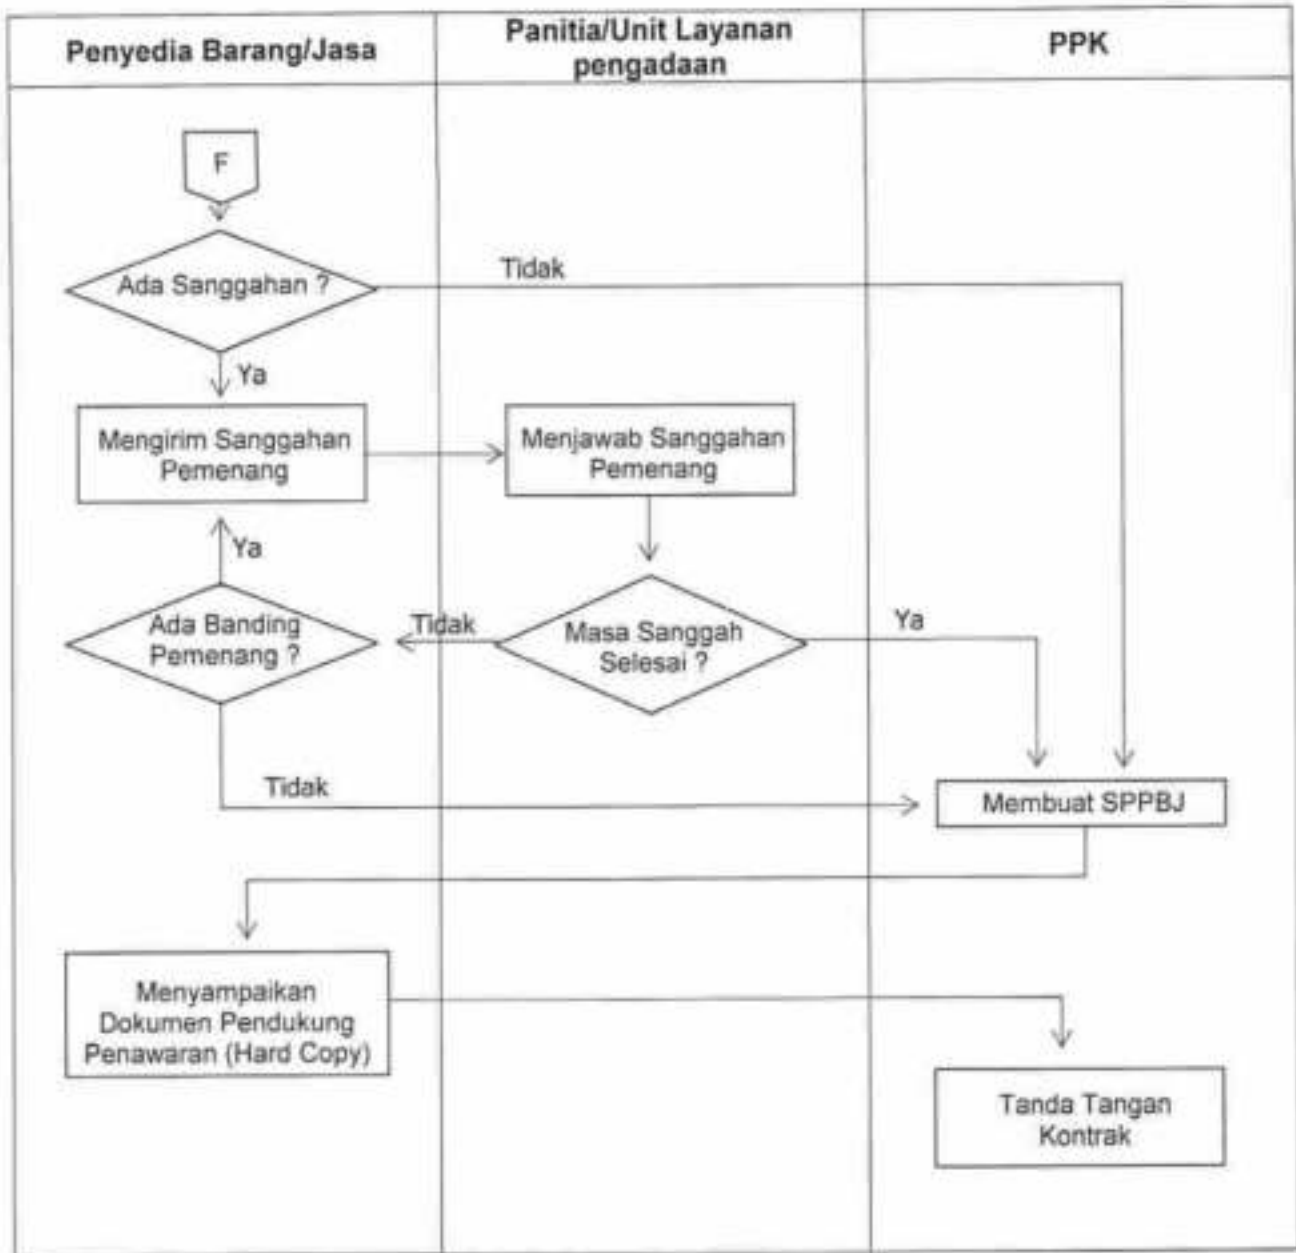 Penyedia Barang/Jasa
Panitia/Unit Layanan
pengadaan
PPK
F
Ada Sanggahan ?
Tidak
Ya
Mengirim Sanggahan
Pemenang
Menjawab Sanggahan
Pemenang
Ya
Ada Banding
Pemenang ?
Tidak
Masa Sanggah
Selesai ?
Ya
Tidak
Membuat SPPBJ
Menyampaikan
Dokumen Pendukung
Penawaran (Hard Copy)
Tanda Tangan
Kontrak